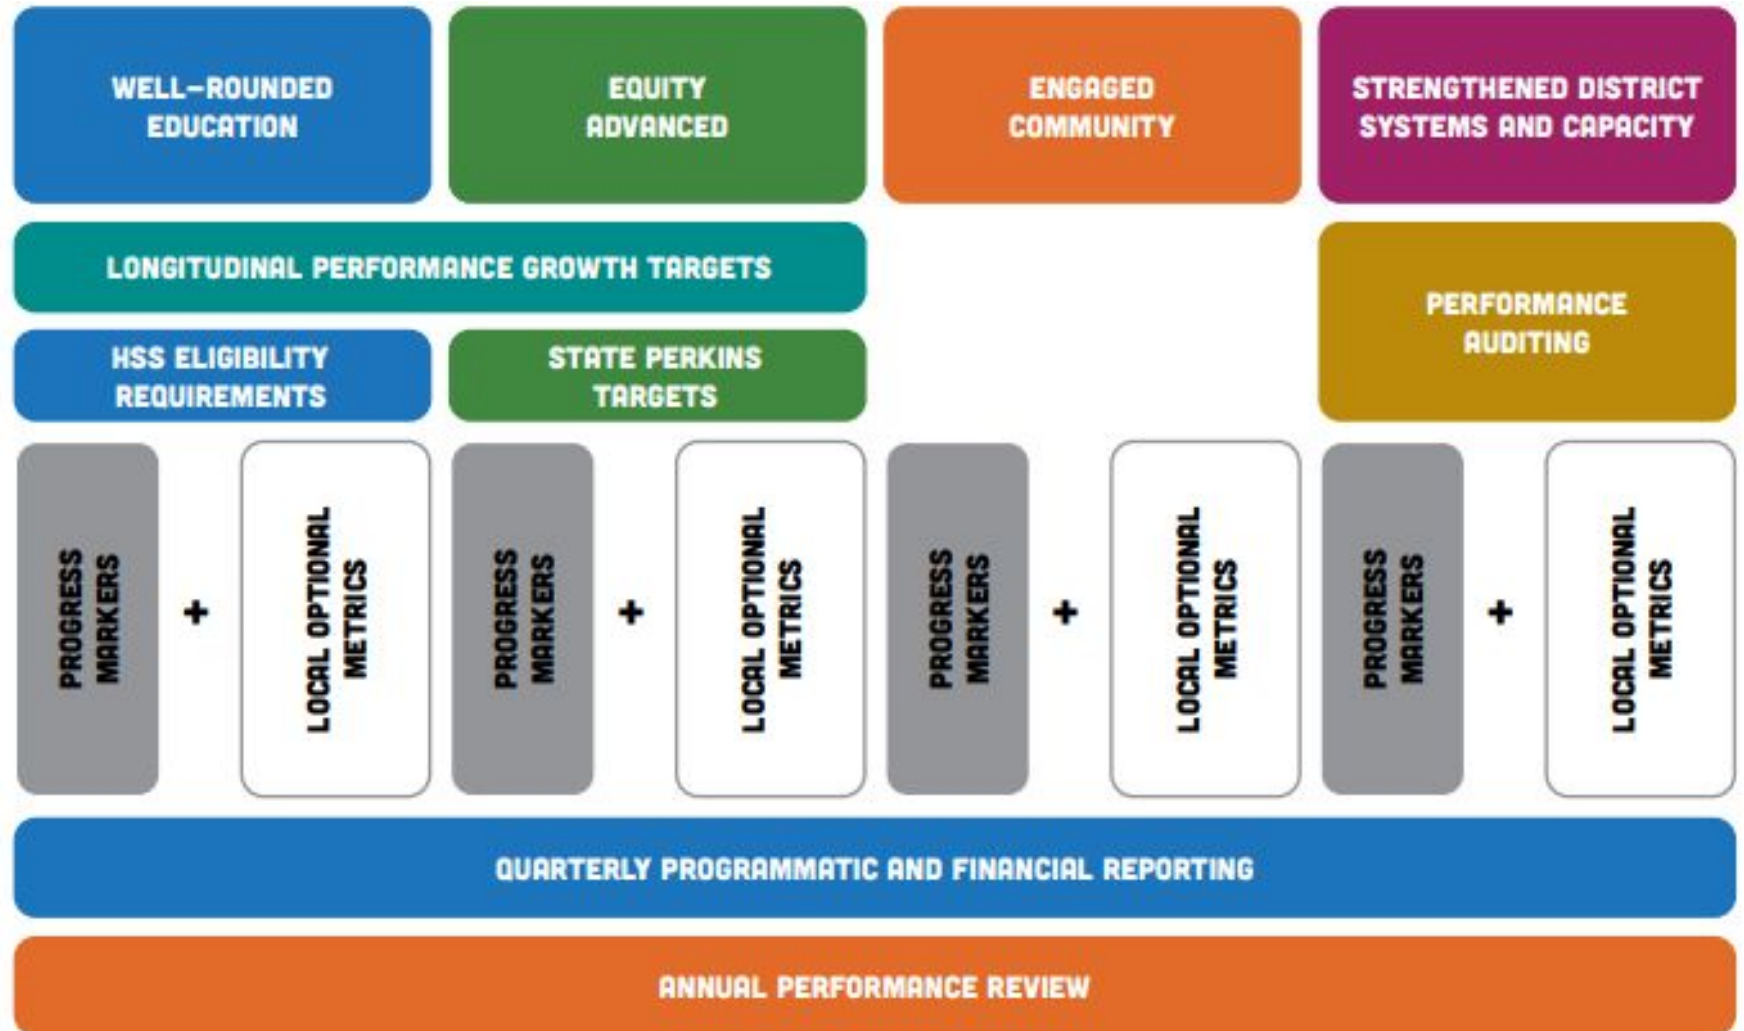 WELL-ROUNDED
EDUCATION
EQUITY
ADVANCED
ENGAGED
COMMUNITY
STRENGTHENED DISTRICT
SYSTEMS AND CAPACITY
LONGITUDINAL PERFORMANCE GROWTH TARGETS
PERFORMANCE
AUDITING
HSS ELIGIBILITY
REQUIREMENTS
STATE PERKINS
TARGETS
PROGRESS
MARKERS
+
LOCAL OPTIONAL
METRICS
PROGRESS
MARKERS
+
LOCAL OPTIONAL
METRICS
PROGRESS
MARKERS
+
LOCAL OPTIONAL
METRICS
PROGRESS
MARKERS
+
LOCAL OPTIONAL
METRICS
QUARTERLY PROGRAMMATIC AND FINANCIAL REPORTING
ANNUAL PERFORMANCE REVIEW